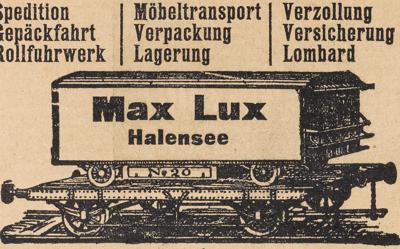 Spedition
Gepäckfahrt
Rollfuhrwerk
Möbeltransport
Verpackung
Lagerung
Verzollung
Versicherung
Lombard
Max Lux
Halensee
No 20